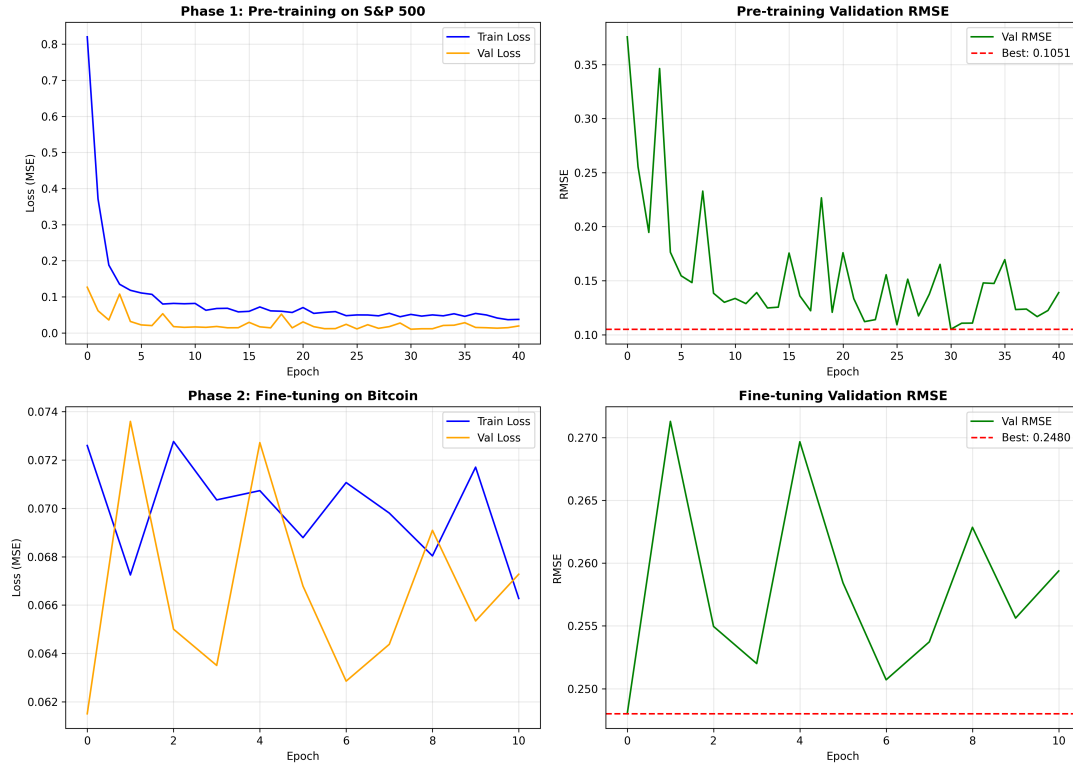 Phase 1: Pre-training on S&P 500
Loss (MSE)
0.8
0.7
0.6
0.5
0.4
0.3
0.2
0.1
0.0
Train Loss
Val Loss
0 5 10 15 20 25 30 35 40
Epoch
Pre-training Validation RMSE
RMSE
0.35
0.30
0.25
0.20
0.15
0.10
Val RMSE
Best: 0.1051
0 5 10 15 20 25 30 35 40
Epoch
Phase 2: Fine-tuning on Bitcoin
Loss (MSE)
0.074
0.072
0.070
0.068
0.066
0.064
0.062
Train Loss
Val Loss
0 2 4 6 8 10
Epoch
Fine-tuning Validation RMSE
RMSE
0.270
0.265
0.260
0.255
0.250
Val RMSE
Best: 0.2480
0 2 4 6 8 10
Epoch